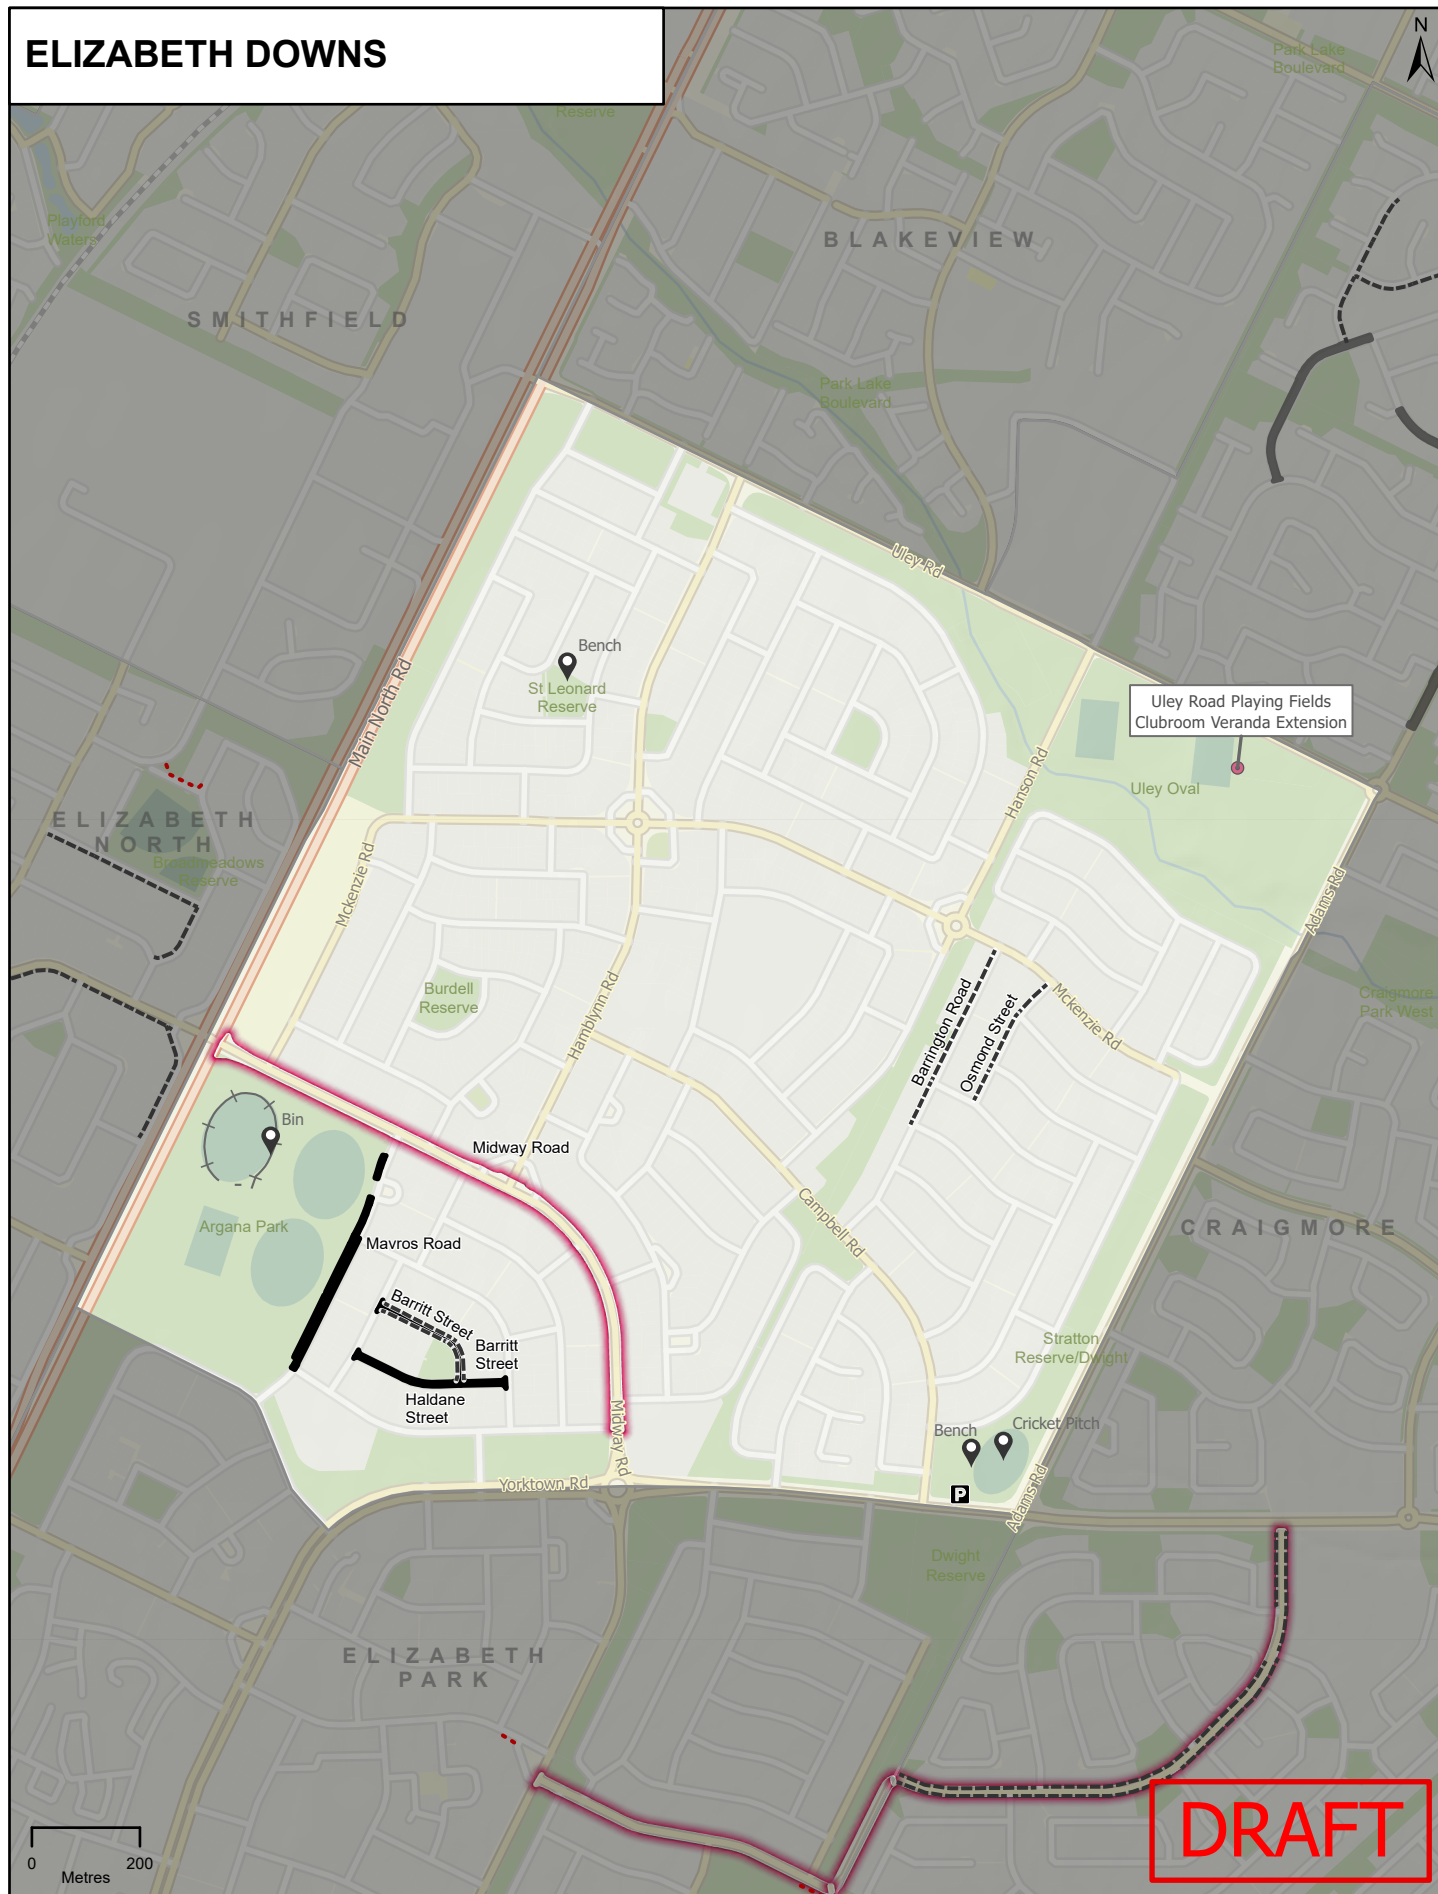 ELIZABETH DOWNS
N
Park Lake
Boulevard
Reserve
Playford
Waters
BLAKEVIEW
SMITHFIELD
Park Lake
Boulevard
Uley Rd
Bench
St Leonard
Reserve
Main North Rd
Uley Road Playing Fields
Clubroom Veranda Extension
Hanson Rd
Uley Oval
ELIZABETH
NORTH
Broadmeadows
Reserve
Mckenzie Rd
Adams Rd
Burdell
Reserve
Hamblynn Rd
Barrington Road
Osmond Street
Mckenzie Rd
Craigmore
Park West
Bin
Midway Road
Argana Park
Mavros Road
Campbell Rd
CRAIGMORE
Barritt Street
Barritt
Street
Stratton
Reserve/Dwight
Haldane
Street
Midway Rd
Bench
Cricket Pitch
Yorktown Rd
P
Adams Rd
Dwight
Reserve
ELIZABETH
PARK
DRAFT
0
200
Metres